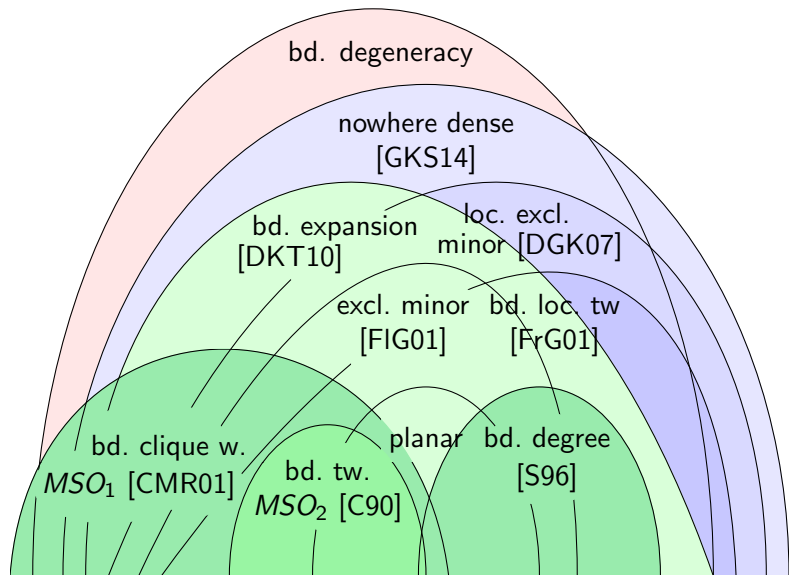 bd. degeneracy
nowhere dense
[GKS14]
bd. expansion
[DKT10]
loc. excl.
minor [DGK07]
excl. minor
[FlG01]
bd. loc. tw
[FrG01]
bd. clique w.
MSO₁ [CMR01]
bd. tw.
MSO₂ [C90]
planar
bd. degree
[S96]